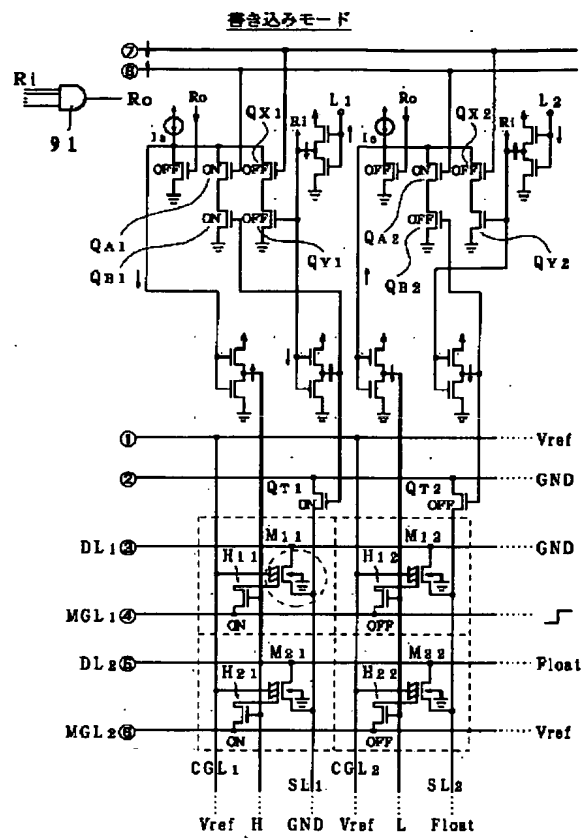 書き込みモード
⑦
⑧
Ri
Ro
91
Is
Ro
QX1
Ri
L1
Is
Ro
QX2
Ri
L2
OFF
ON
OFF
OFF
ON
OFF
ON
OFF
OFF
OFF
QA1
QB1
QY1
QA2
QB2
QY2
① Vref
② GND
QT1
ON
QT2
OFF
DL1③ M11 M12 GND
H11 H12
MGL1④
ON
OFF
DL2⑤ M21 M22 Float
H21 H22
MGL2⑥ Vref
ON
OFF
CGL1 SL1 CGL2 SL2
Vref H GND Vref L Float